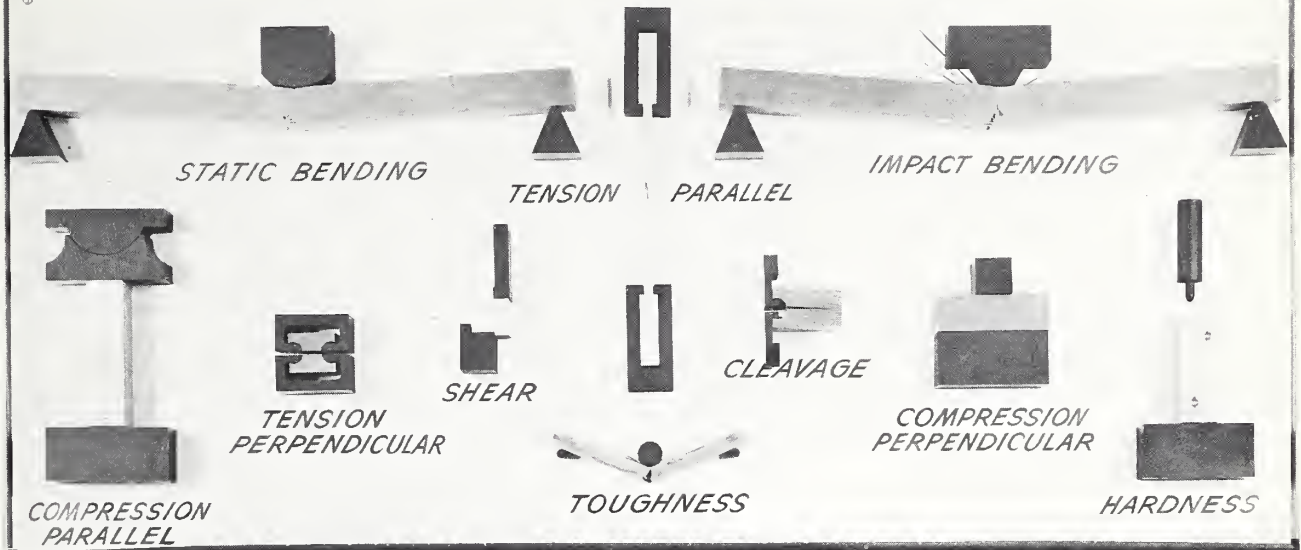 STATIC BENDING
TENSION PARALLEL
IMPACT BENDING
SHEAR
CLEAVAGE
TENSION
PERPENDICULAR
COMPRESSION
PERPENDICULAR
TOUGHNESS
HARDNESS
COMPRESSION
PARALLEL